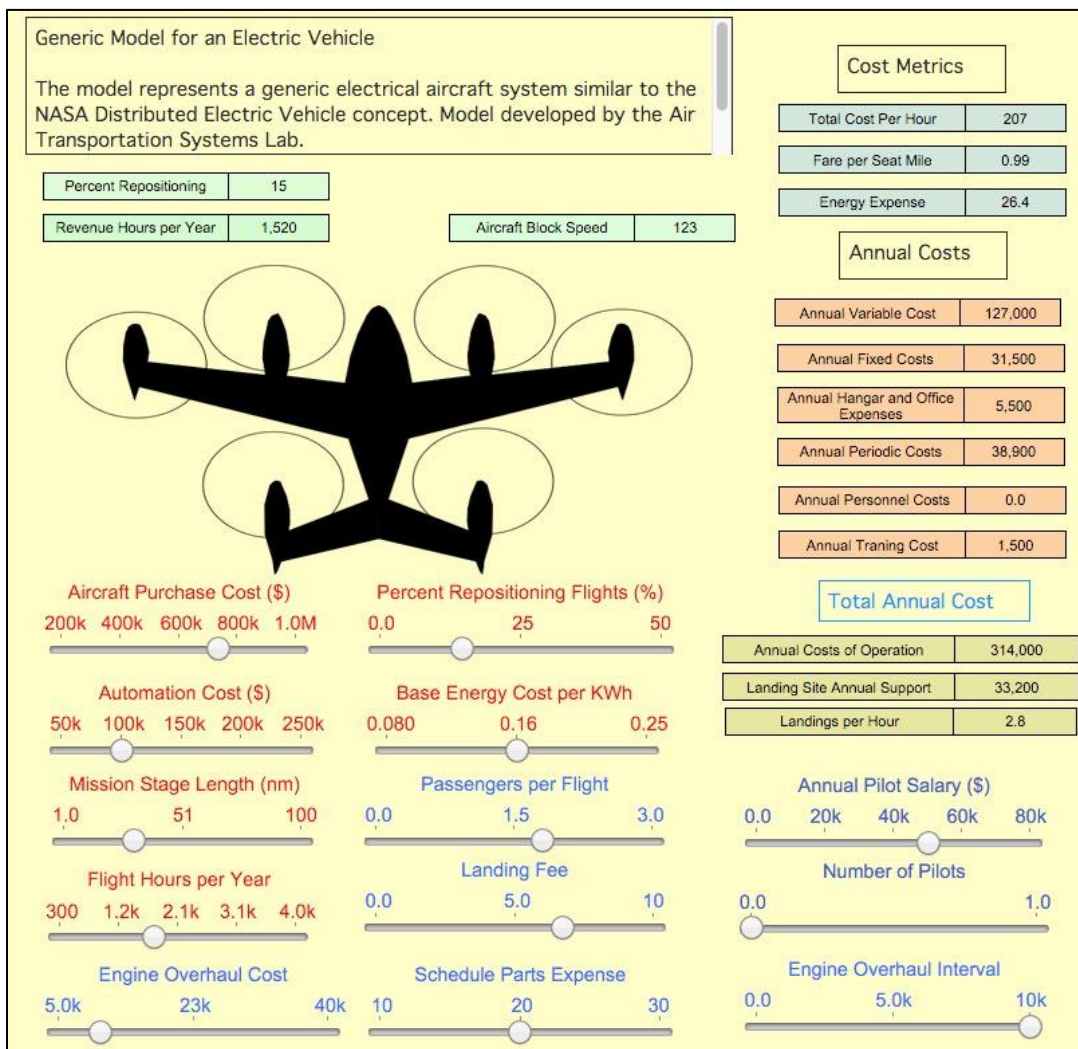 Generic Model for an Electric Vehicle
The model represents a generic electrical aircraft system similar to the
NASA Distributed Electric Vehicle concept. Model developed by the Air
Transportation Systems Lab.
Percent Repositioning 15
Revenue Hours per Year 1,520
Aircraft Block Speed 123
Cost Metrics
Total Cost Per Hour 207
Fare per Seat Mile 0.99
Energy Expense 26.4
Annual Costs
Annual Variable Cost 127,000
Annual Fixed Costs 31,500
Annual Hangar and Office
Expenses 5,500
Annual Periodic Costs 38,900
Annual Personnel Costs 0.0
Annual Traning Cost 1,500
Total Annual Cost
Annual Costs of Operation 314,000
Landing Site Annual Support 33,200
Landings per Hour 2.8
Aircraft Purchase Cost ($)
200k 400k 600k 800k 1.0M
Percent Repositioning Flights (%)
0.0 25 50
Automation Cost ($)
50k 100k 150k 200k 250k
Base Energy Cost per KWh
0.080 0.16 0.25
Mission Stage Length (nm)
1.0 51 100
Passengers per Flight
0.0 1.5 3.0
Annual Pilot Salary ($)
0.0 20k 40k 60k 80k
Flight Hours per Year
300 1.2k 2.1k 3.1k 4.0k
Landing Fee
0.0 5.0 10
Number of Pilots
0.0 1.0
Engine Overhaul Cost
5.0k 23k 40k
Schedule Parts Expense
10 20 30
Engine Overhaul Interval
0.0 5.0k 10k